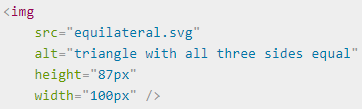 <img
src="equilateral.svg"
alt="triangle with all three sides equal"
height="87px"
width="100px" />